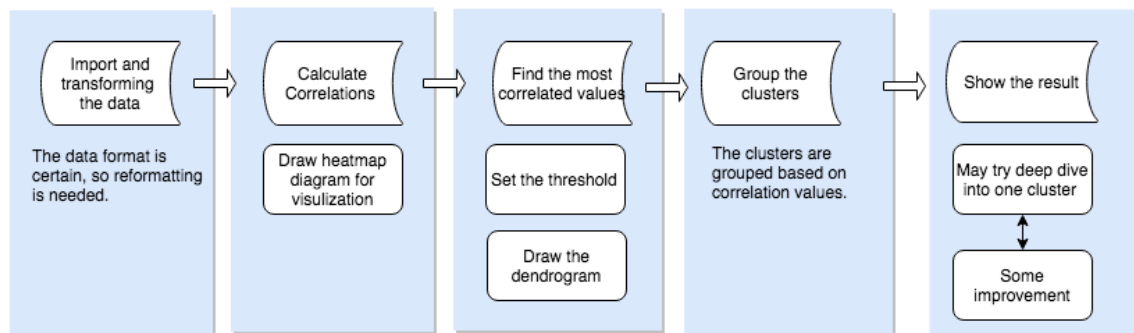 Import and
transforming
the data
The data format is
certain, so reformatting
is needed.
Calculate
Correlations
Draw heatmap
diagram for
visulization
Find the most
correlated values
Set the threshold
Draw the
dendrogram
Group the
clusters
The clusters are
grouped based on
correlation values.
Show the result
May try deep dive
into one cluster
Some
improvement